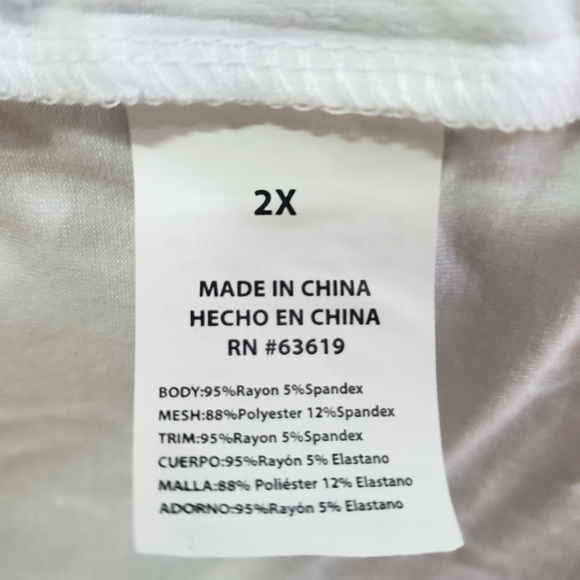 2X
MADE IN CHINA
HECHO EN CHINA
RN #63619
BODY:95%Rayon 5%Spandex
MESH:88%Polyester 12%Spandex
TRIM:95%Rayon 5%Spandex
CUERPO:95%Rayón 5% Elastano
MALLA:88% Poliéster 12% Elastano
ADORNO:95%Rayón 5% Elastano